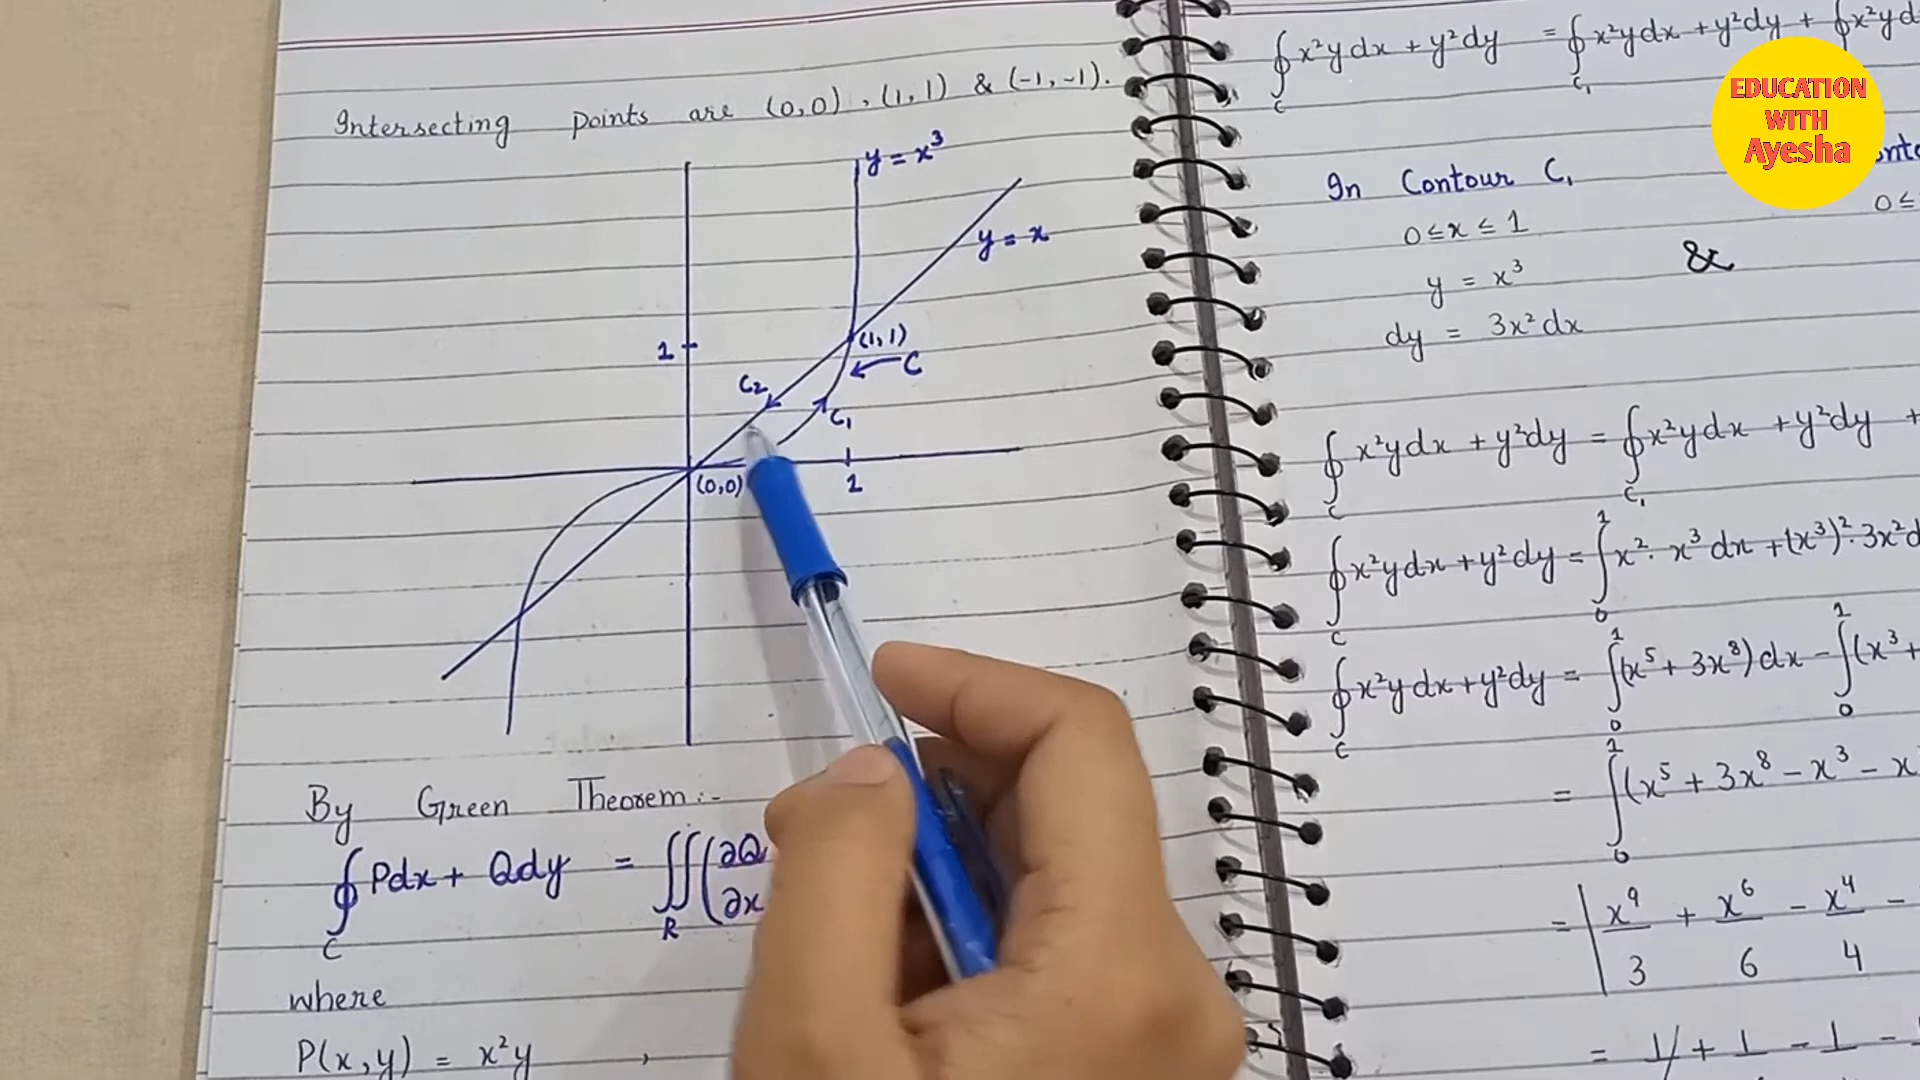 Intersecting points are (0,0), (1,1) & (-1,-1).
y = x³
y = x
1
(1,1)
C
C₂
C₁
(0,0)
1
By Green Theorem:-
∮ Pdx + Qdy = ∬ (∂Q
C R ∂x
where
P(x,y) = x²y ,
∮ x²y dx + y²dy = ∮ x²y dx + y²dy + ∮ x²y d
C C₁
In Contour C₁
0 ≤ x ≤ 1
0 ≤
y = x³ &
dy = 3x² dx
∮ x²y dx + y²dy = ∮ x²y dx + y²dy +
C C₁
∮ x²y dx + y²dy = ∫₀¹ x². x³ dx + (x³)². 3x² d
C
∮ x²y dx + y²dy = ∫₀¹ (x⁵ + 3x⁸) dx - ∫₀¹ (x³ +
C
= ∫₀¹ (x⁵ + 3x⁸ - x³ - x
= | x⁹/3 + x⁶/6 - x⁴/4 -
= 1/ + 1 - 1 -
EDUCATION
WITH
Ayesha